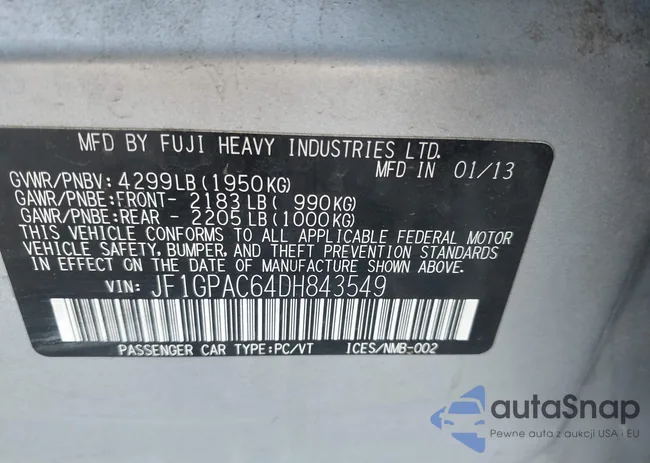 MFD BY FUJI HEAVY INDUSTRIES LTD.
MFD IN 01/13
GVWR/PNBV: 4299LB(1950KG)
GAWR/PNBE:FRONT- 2183LB( 990KG)
GAWR/PNBE:REAR - 2205LB(1000KG)
THIS VEHICLE CONFORMS TO ALL APPLICABLE FEDERAL MOTOR
VEHICLE SAFETY, BUMPER, AND THEFT PREVENTION STANDARDS
IN EFFECT ON THE DATE OF MANUFACTURE SHOWN ABOVE.
VIN: JF1GPAC64DH843549
PASSENGER CAR TYPE:PC/VT ICES/NMB-002
autaSnap
Pewne auta z aukcji USA i EU